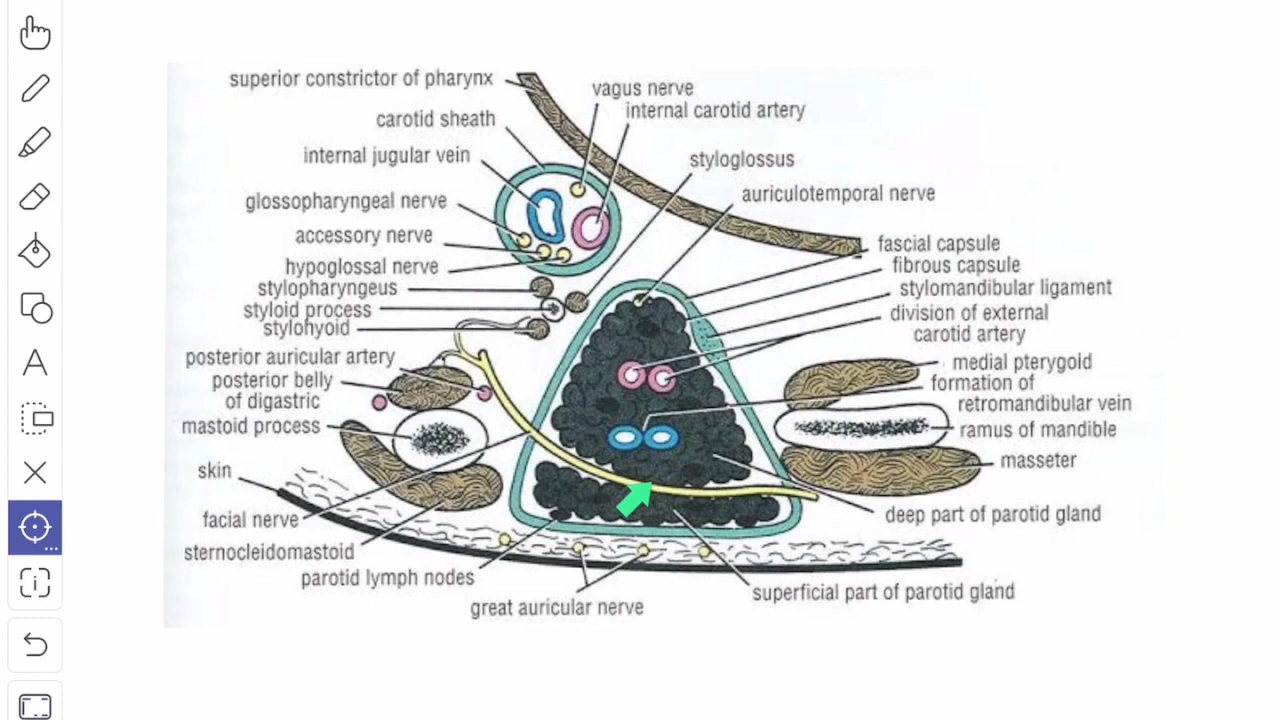 superior constrictor of pharynx
vagus nerve
internal carotid artery
carotid sheath
internal jugular vein
styloglossus
auriculotemporal nerve
glossopharyngeal nerve
accessory nerve
hypoglossal nerve
stylopharyngeus
styloid process
stylohyoid
fascial capsule
fibrous capsule
stylomandibular ligament
division of external
carotid artery
posterior auricular artery
posterior belly
of digastric
mastoid process
medial pterygoid
formation of
retromandibular vein
ramus of mandible
masseter
skin
facial nerve
sternocleidomastoid
parotid lymph nodes
great auricular nerve
deep part of parotid gland
superficial part of parotid gland